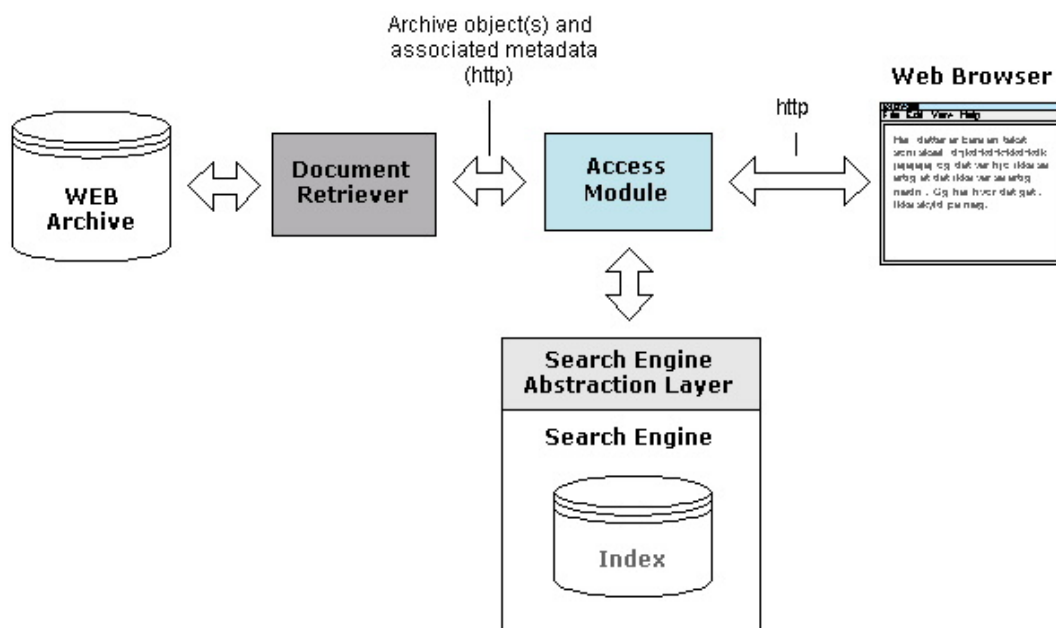 Archive object(s) and
associated metadata
(http)
Web Browser
http
File Edit View Help
WEB
Archive
Document
Retriever
Access
Module
Search Engine
Abstraction Layer
Search Engine
Index